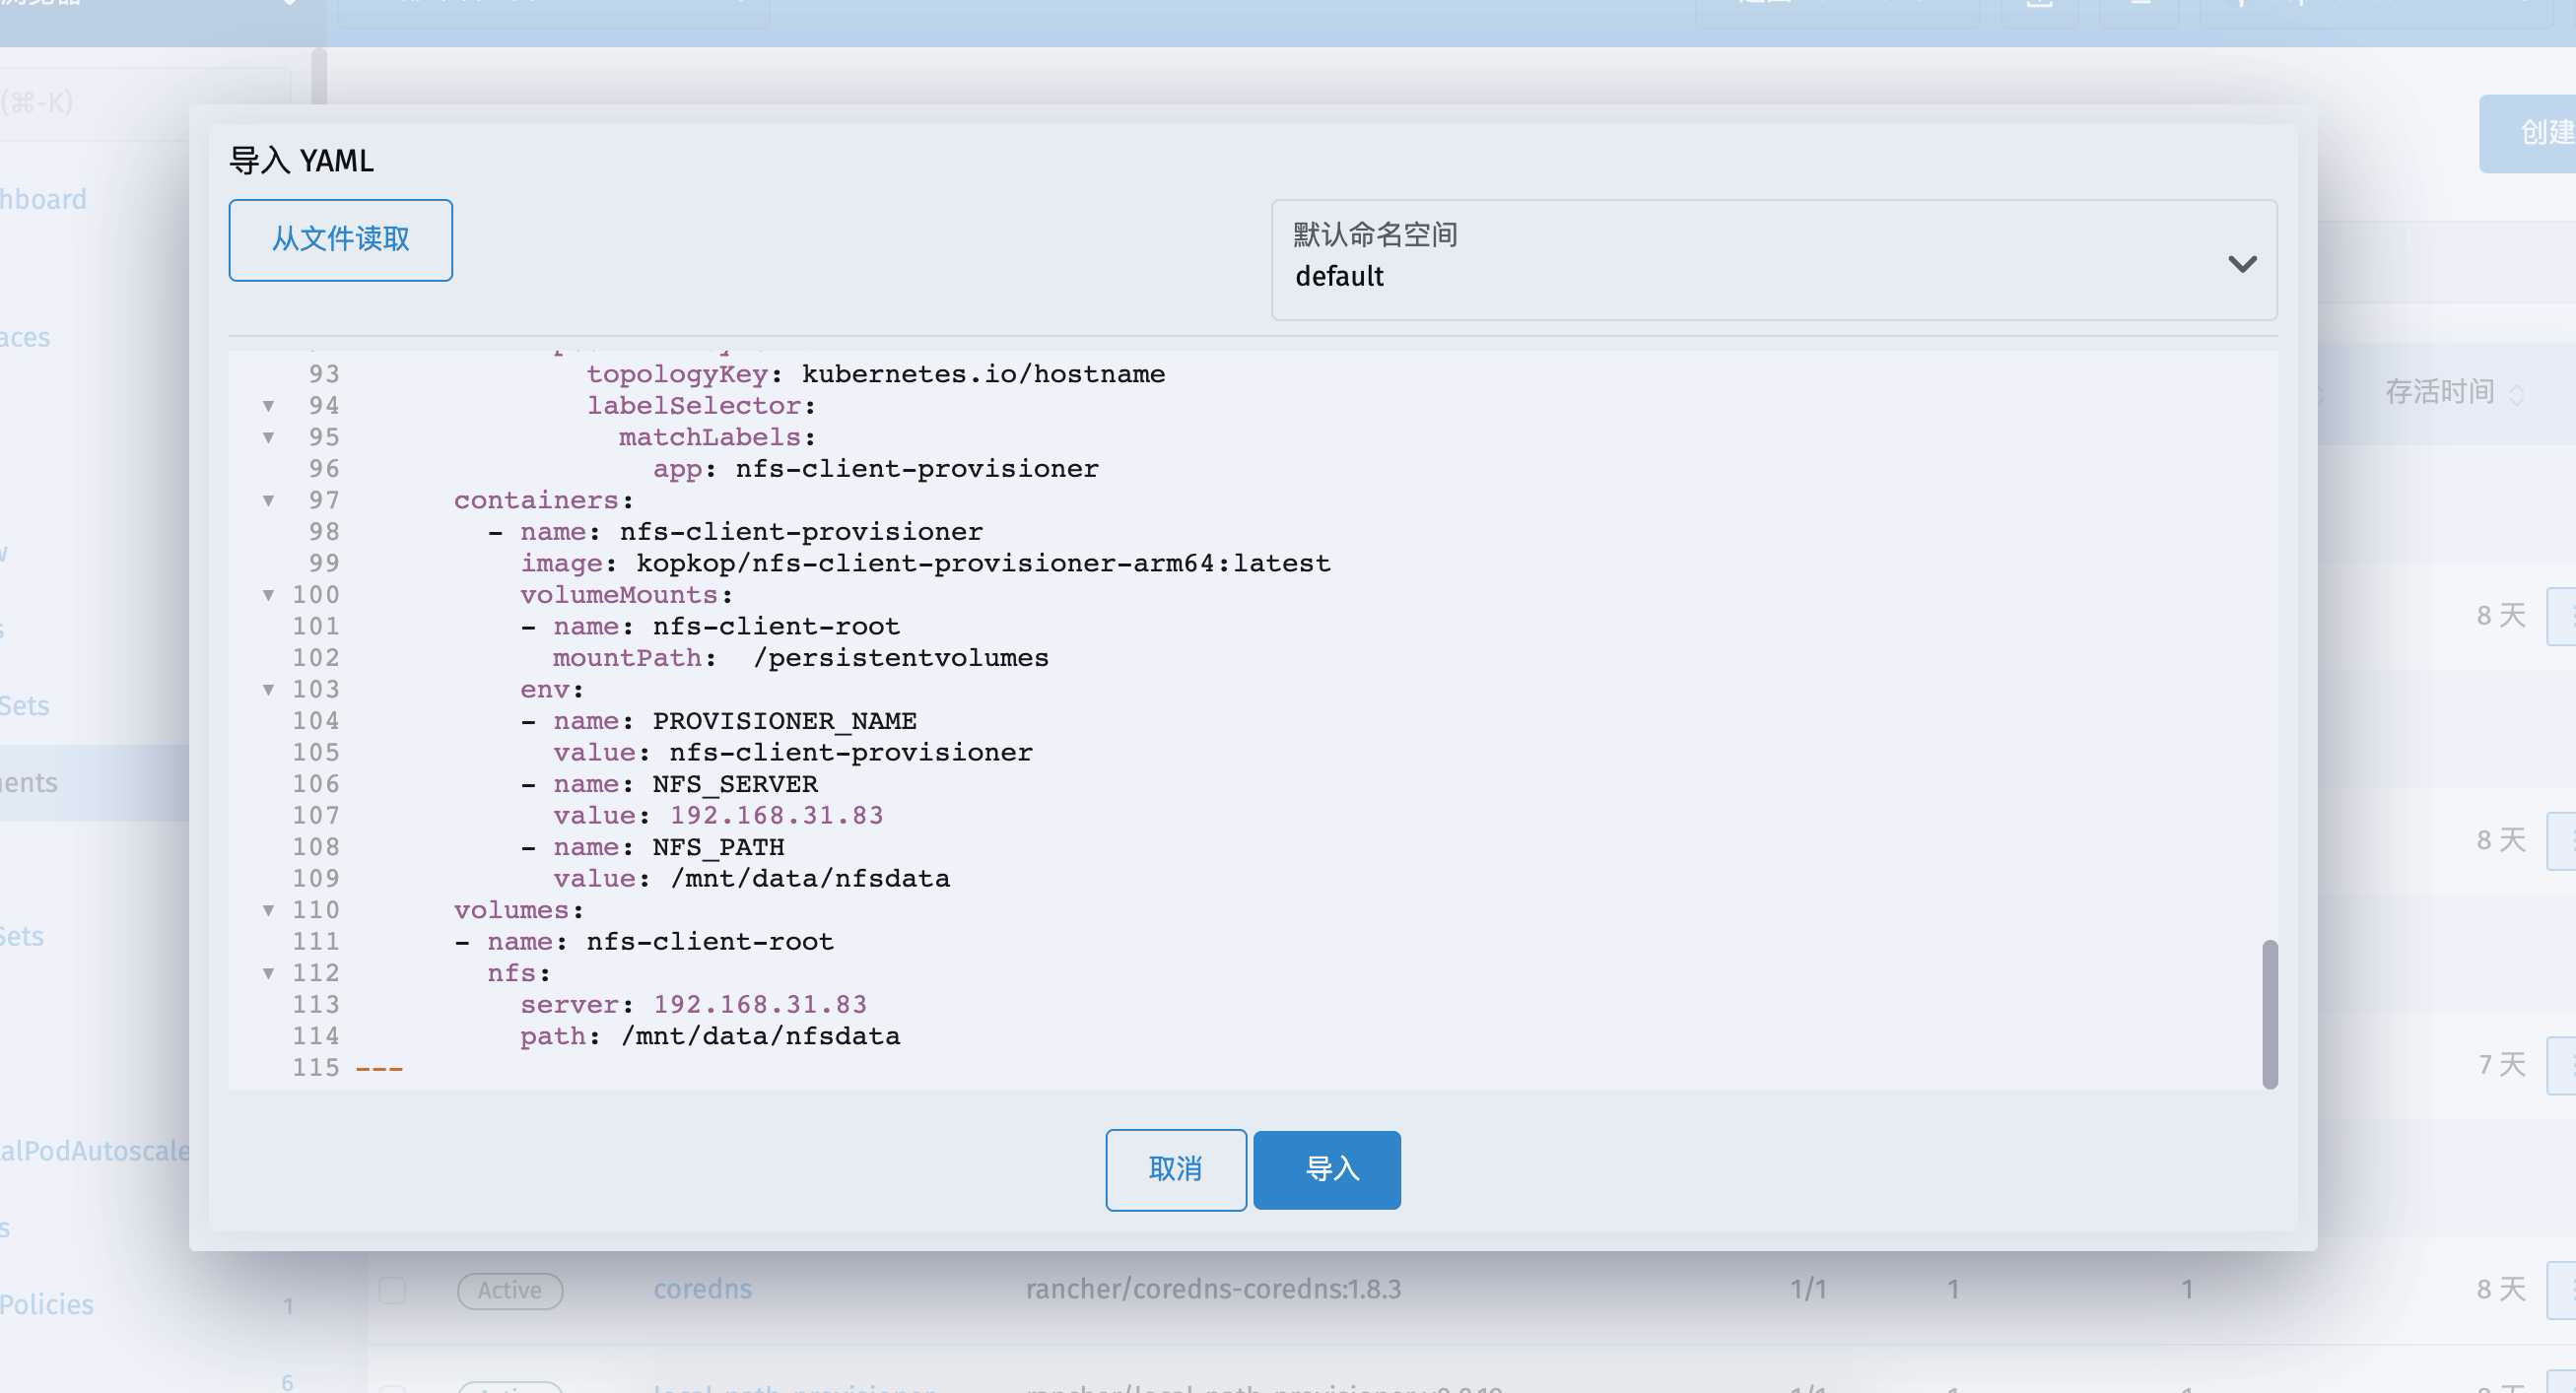 浏览器
(⌘-K)
创建
hboard
aces
存活时间
导入 YAML
从文件读取
默认命名空间
default
93 topologyKey: kubernetes.io/hostname
94 labelSelector:
95 matchLabels:
96 app: nfs-client-provisioner
97 containers:
98 - name: nfs-client-provisioner
99 image: kopkop/nfs-client-provisioner-arm64:latest
100 volumeMounts:
101 - name: nfs-client-root
102 mountPath:  /persistentvolumes
103 env:
104 - name: PROVISIONER_NAME
105 value: nfs-client-provisioner
106 - name: NFS_SERVER
107 value: 192.168.31.83
108 - name: NFS_PATH
109 value: /mnt/data/nfsdata
110 volumes:
111 - name: nfs-client-root
112 nfs:
113 server: 192.168.31.83
114 path: /mnt/data/nfsdata
115 ---
取消
导入
8 天
8 天
7 天
Sets
ents
Sets
alPodAutoscale
s
Policies 1
6
Active coredns rancher/coredns-coredns:1.8.3 1/1 1 1 8 天